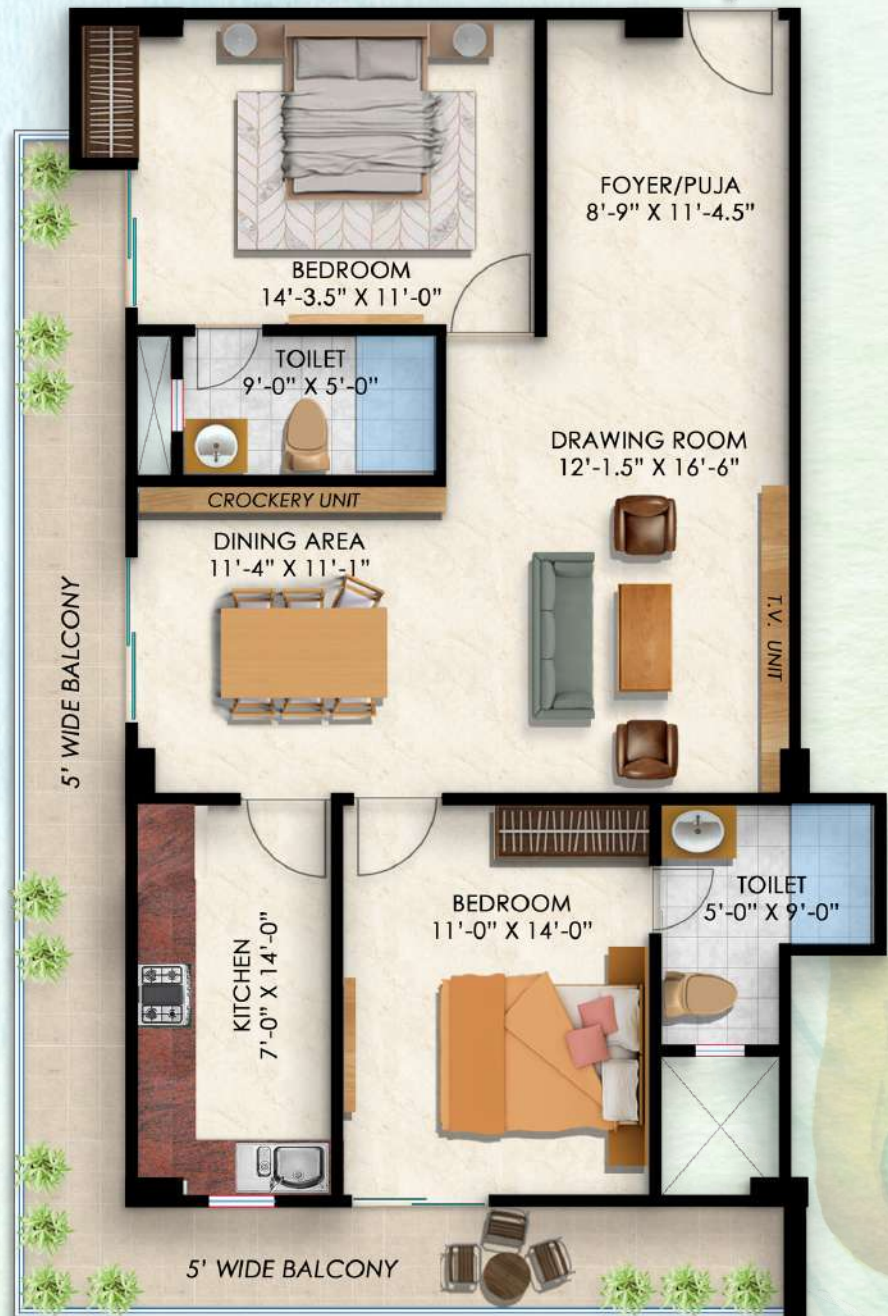 FOYER/PUJA
8'-9" X 11'-4.5"
BEDROOM
14'-3.5" X 11'-0"
TOILET
9'-0" X 5'-0"
DRAWING ROOM
12'-1.5" X 16'-6"
CROCKERY UNIT
DINING AREA
11'-4" X 11'-1"
T.V. UNIT
5' WIDE BALCONY
KITCHEN
7'-0" X 14'-0"
BEDROOM
11'-0" X 14'-0"
TOILET
5'-0" X 9'-0"
5' WIDE BALCONY